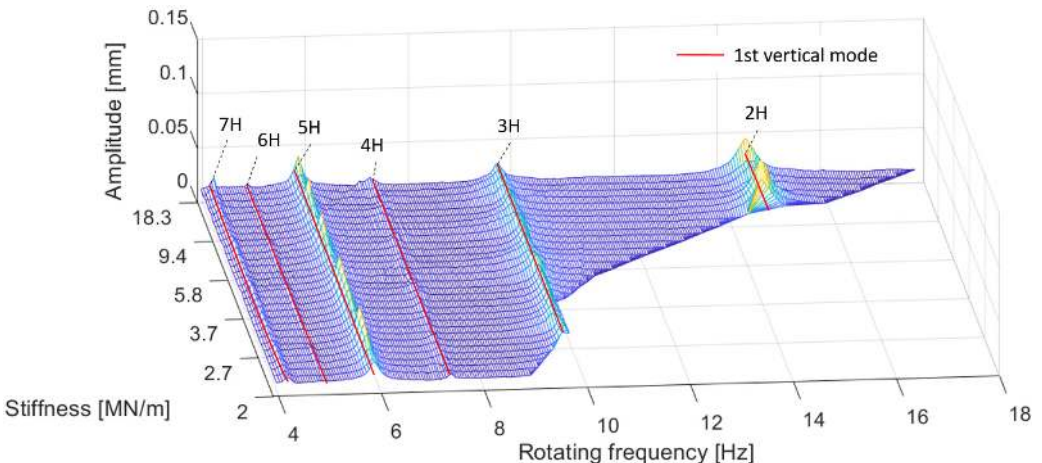 0.15
0.1
0.05
0
Amplitude [mm]
1st vertical mode
7H
6H
5H
4H
3H
2H
18.3
9.4
5.8
3.7
2.7
2
Stiffness [MN/m]
4
6
8
10
12
14
16
18
Rotating frequency [Hz]